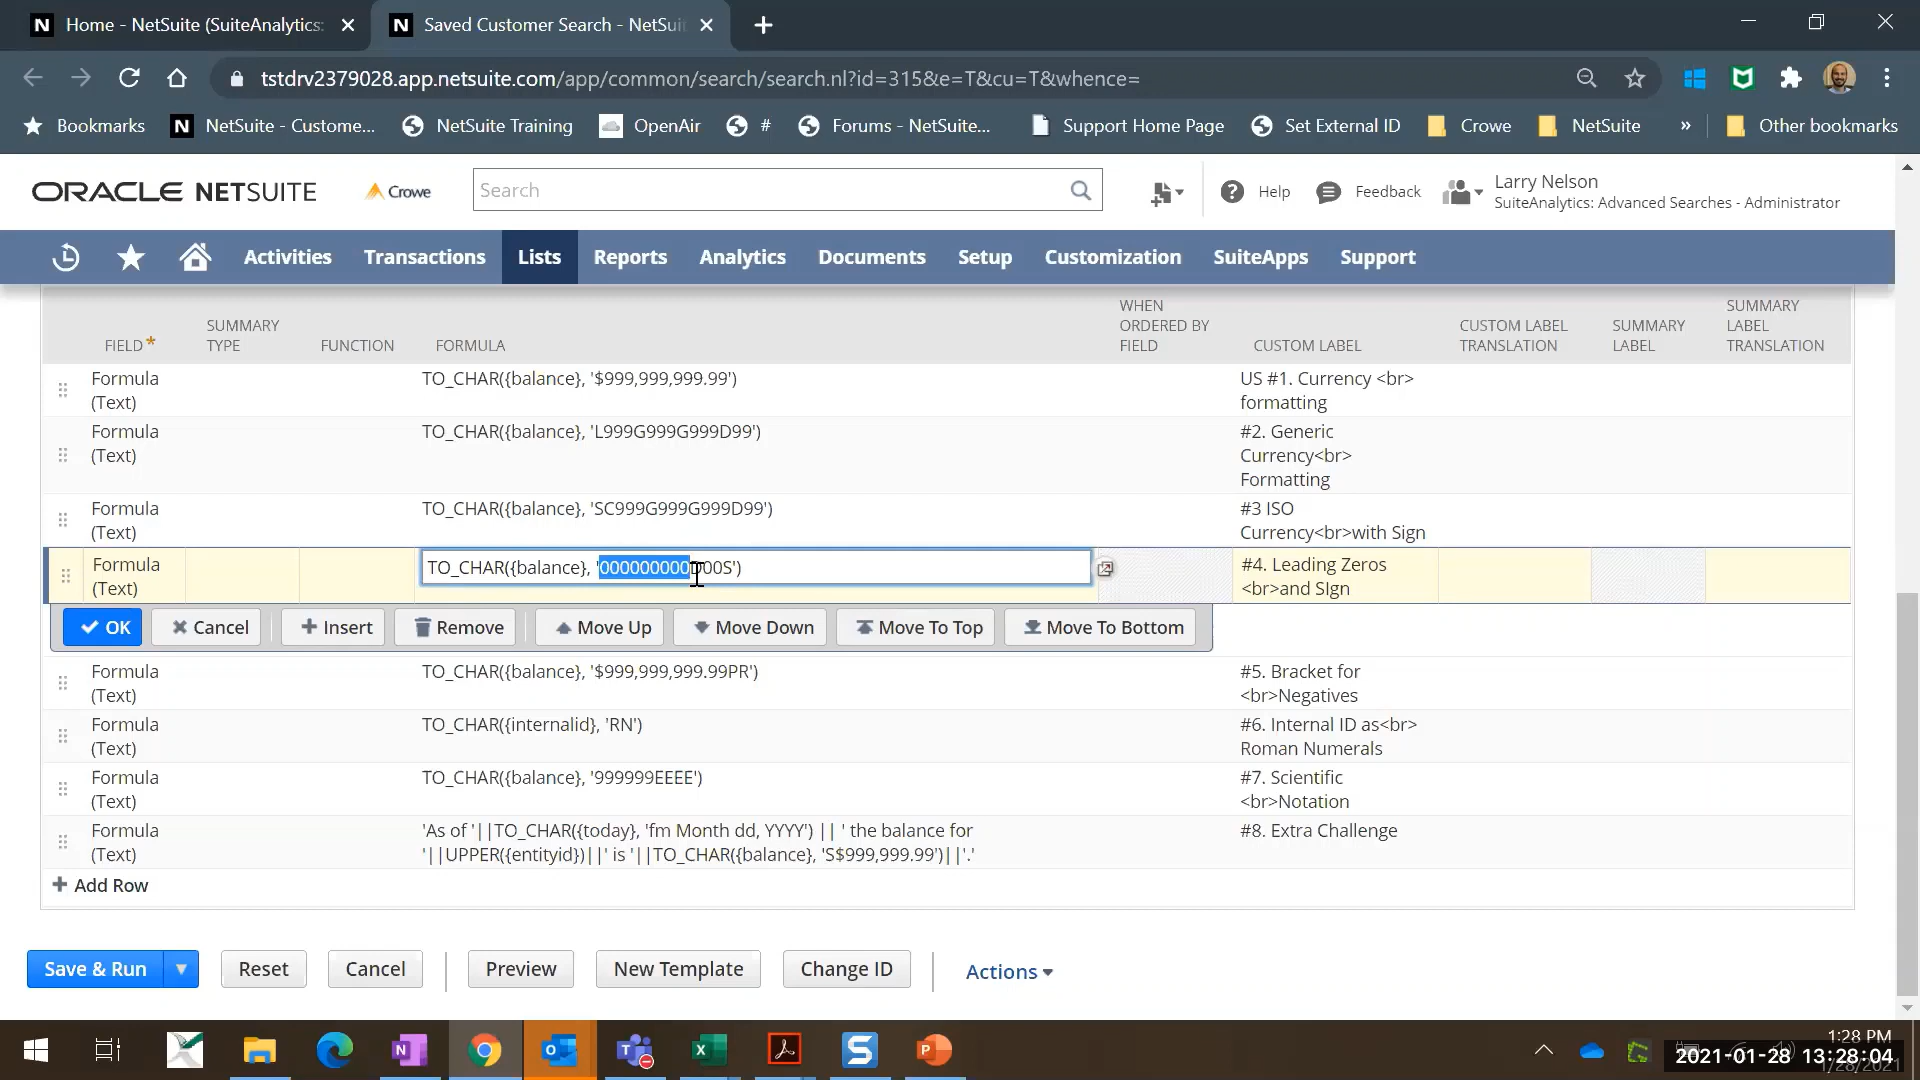 Home - NetSuite (SuiteAnalytics:
Saved Customer Search - NetSui
tstdrv2379028.app.netsuite.com/app/common/search/search.nl?id=315&e=T&cu=T&whence=
Bookmarks
NetSuite - Custome...
NetSuite Training
OpenAir
#
Forums - NetSuite...
Support Home Page
Set External ID
Crowe
NetSuite
»
Other bookmarks
ORACLE NETSUITE
Crowe
Search
Help
Feedback
Larry Nelson
SuiteAnalytics: Advanced Searches - Administrator
Activities
Transactions
Lists
Reports
Analytics
Documents
Setup
Customization
SuiteApps
Support
FIELD*
SUMMARY
TYPE
FUNCTION
FORMULA
WHEN
ORDERED BY
FIELD
CUSTOM LABEL
CUSTOM LABEL
TRANSLATION
SUMMARY
LABEL
SUMMARY
LABEL
TRANSLATION
Formula
(Text)
TO_CHAR({balance}, '$999,999,999.99')
US #1. Currency <br>
formatting
Formula
(Text)
TO_CHAR({balance}, 'L999G999G999D99')
#2. Generic
Currency<br>
Formatting
Formula
(Text)
TO_CHAR({balance}, 'SC999G999G999D99')
#3 ISO
Currency<br>with Sign
Formula
(Text)
TO_CHAR({balance}, '000000000000S')
#4. Leading Zeros
<br>and SIgn
OK
Cancel
Insert
Remove
Move Up
Move Down
Move To Top
Move To Bottom
Formula
(Text)
TO_CHAR({balance}, '$999,999,999.99PR')
#5. Bracket for
<br>Negatives
Formula
(Text)
TO_CHAR({internalid}, 'RN')
#6. Internal ID as<br>
Roman Numerals
Formula
(Text)
TO_CHAR({balance}, '999999EEEE')
#7. Scientific
<br>Notation
Formula
(Text)
'As of '||TO_CHAR({today}, 'fm Month dd, YYYY') || ' the balance for
'||UPPER({entityid})||' is '||TO_CHAR({balance}, 'S$999,999.99')||'.'
#8. Extra Challenge
Add Row
Save & Run
Reset
Cancel
Preview
New Template
Change ID
Actions
1:28 PM
2021-01-28 13:28:04